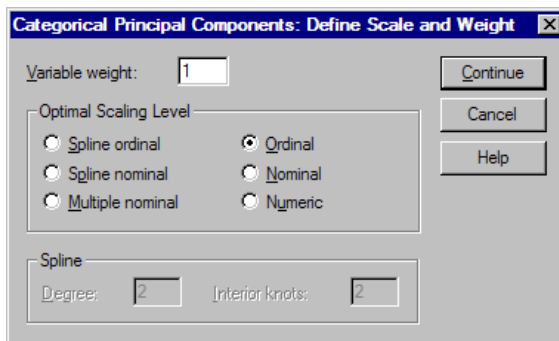 Categorical Principal Components: Define Scale and Weight
Variable weight: 1
Continue
Cancel
Help
Optimal Scaling Level
Spline ordinal
Ordinal
Spline nominal
Nominal
Multiple nominal
Numeric
Spline
Degree: 2 Interior knots: 2